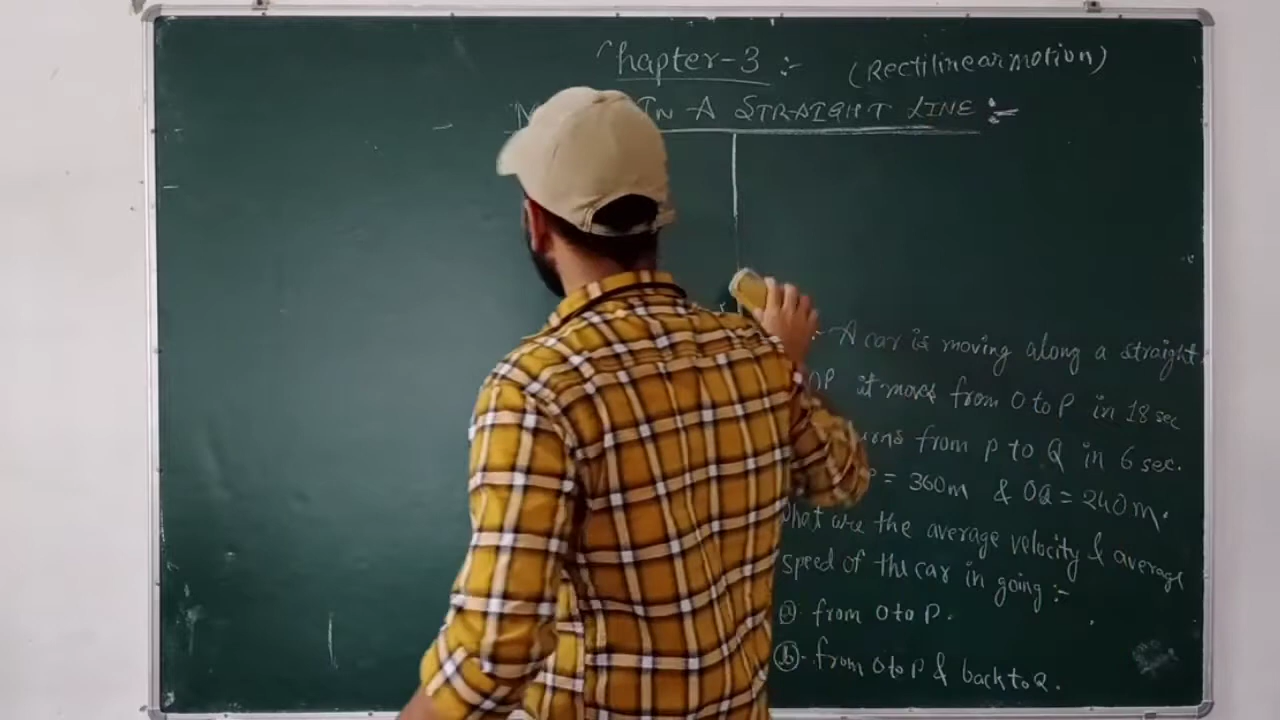 Chapter-3 :- (Rectilinear motion)
IN A STRAIGHT LINE :-
:- A car is moving along a straight
OP it moves from O to P in 18 sec
from P to Q in 6 sec.
= 360m & OQ = 240m.
What are the average velocity & average
speed of the car in going :-
(a) from O to P.
(b) - from O to P & back to Q.